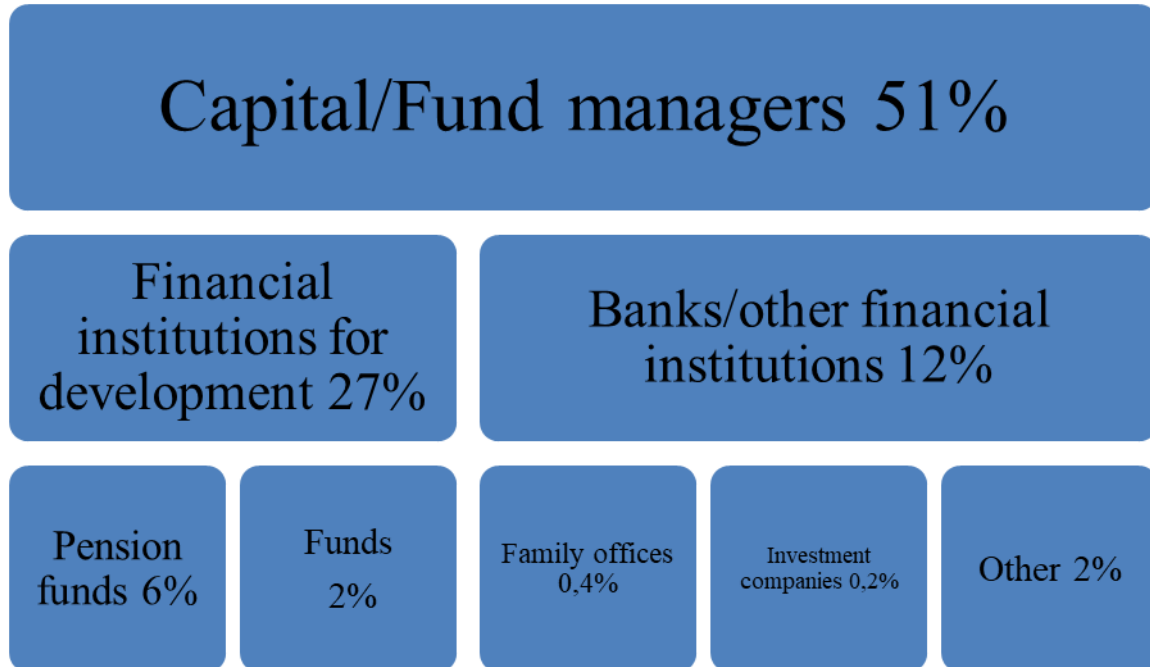 Capital/Fund managers 51%
Financial
institutions for
development 27%
Banks/other financial
institutions 12%
Pension
funds 6%
Funds
2%
Family offices
0,4%
Investment
companies 0,2%
Other 2%